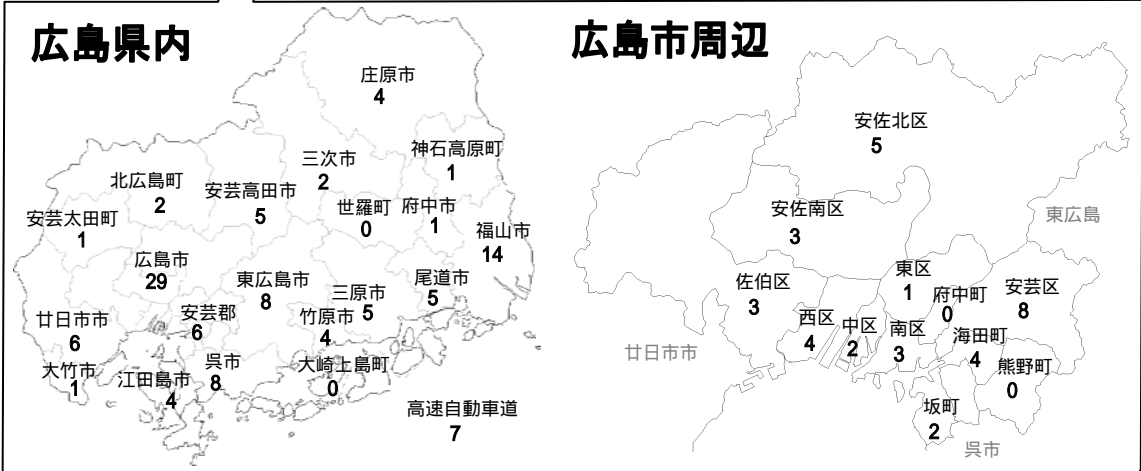 広島県内
庄原市
4
三次市
2
神石高原町
1
北広島町
2
安芸高田市
5
世羅町
0
府中市
1
安芸太田町
1
福山市
14
広島市
29
東広島市
8
三原市
5
尾道市
5
廿日市市
6
安芸郡
6
竹原市
4
大竹市
1
江田島市
4
呉市
8
大崎上島町
0
高速自動車道
7
広島市周辺
安佐北区
5
安佐南区
3
東広島
佐伯区
3
東区
1
府中町
0
安芸区
8
西区
4
中区
2
南区
3
海田町
4
熊野町
0
廿日市市
坂町
2
呉市